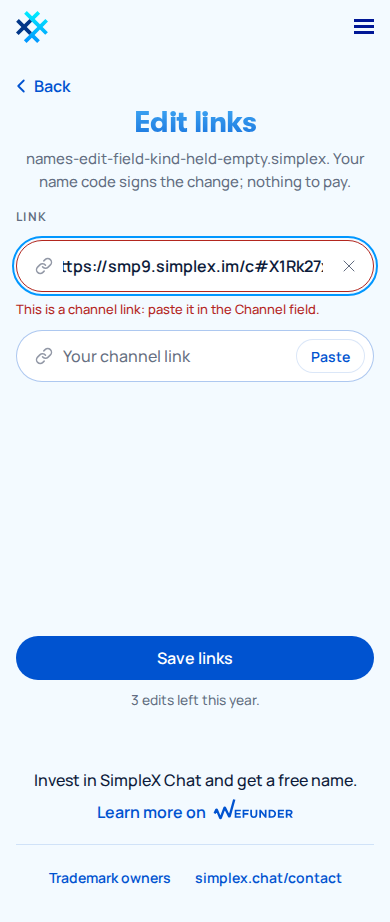 Back
Edit links
names-edit-field-kind-held-empty.simplex. Your
name code signs the change; nothing to pay.
LINK
ttps://smp9.simplex.im/c#X1Rk27
This is a channel link: paste it in the Channel field.
Your channel link
Paste
Save links
3 edits left this year.
Invest in SimpleX Chat and get a free name.
Learn more on WEFUNDER
Trademark owners
simplex.chat/contact